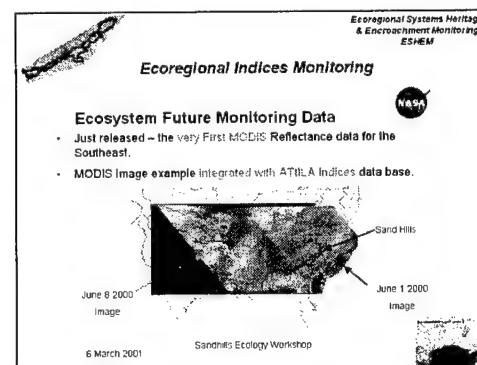 Ecoregional Systems Heritage
& Encroachment Monitoring
ESHEM
Ecoregional Indices Monitoring
NASA
Ecosystem Future Monitoring Data
• Just released – the very First MODIS Reflectance data for the
Southeast.
• MODIS Image example integrated with ATtILA Indices data base.
Sand Hills
June 8 2000
Image
June 1 2000
Image
6 March 2001
Sandhills Ecology Workshop